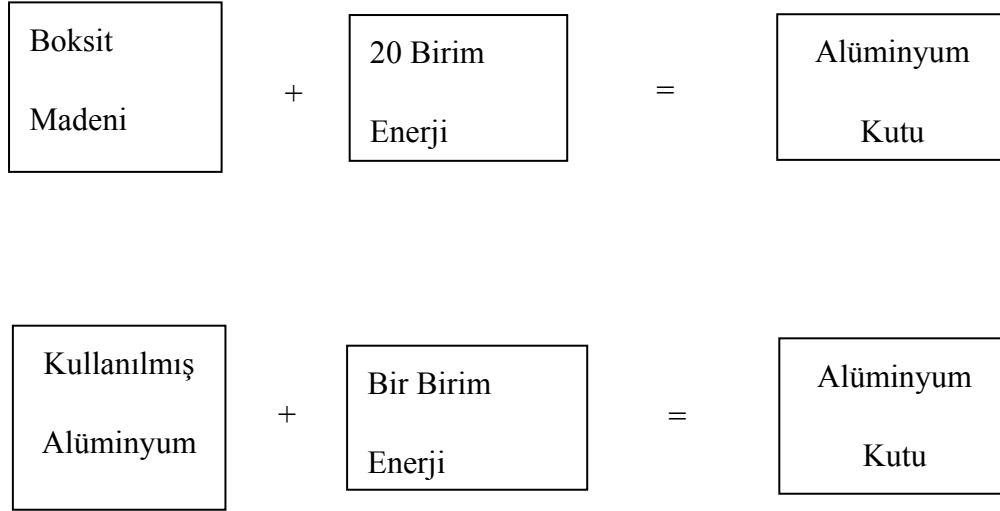 Boksit
Madeni
+
20 Birim
Enerji
=
Alüminyum
Kutu
Kullanılmış
Alüminyum
+
Bir Birim
Enerji
=
Alüminyum
Kutu